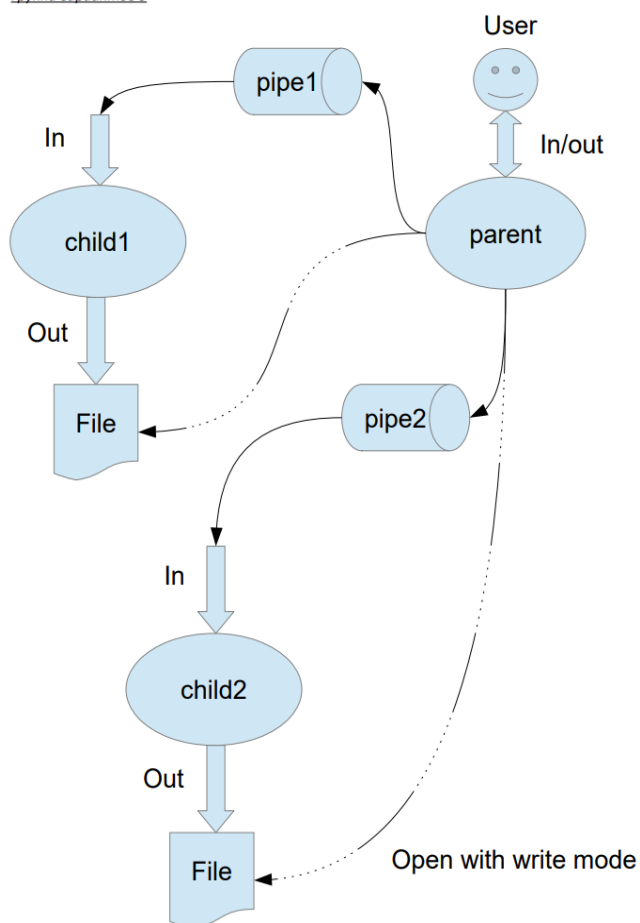 User
pipe1
In
In/out
child1
parent
Out
File
pipe2
In
child2
Out
File
Open with write mode